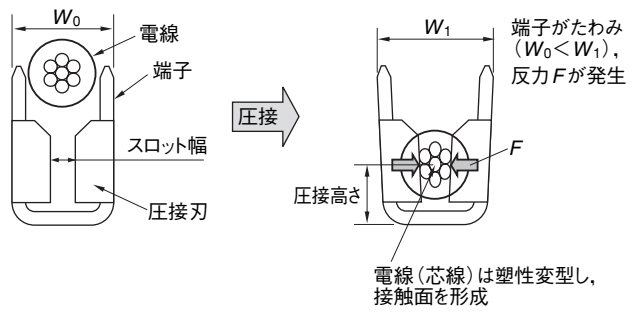 W₀
電線
端子
スロット幅
圧接刃
圧接
W₁
端子がたわみ
（W₀＜W₁），
反力Fが発生
F
圧接高さ
電線（芯線）は塑性変型し，
接触面を形成